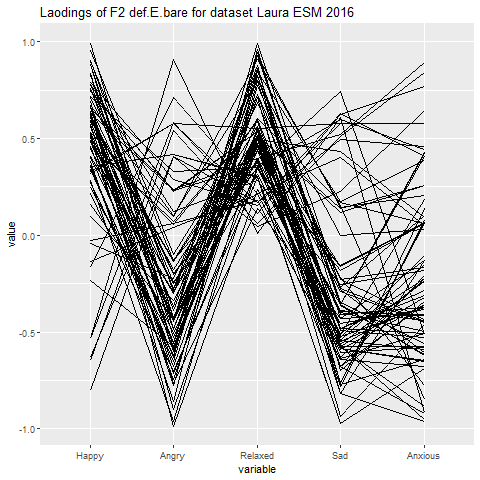 Laodings of F2 def.E.bare for dataset Laura ESM 2016
1.0
0.5
0.0
-0.5
-1.0
value
Happy Angry Relaxed Sad Anxious
variable